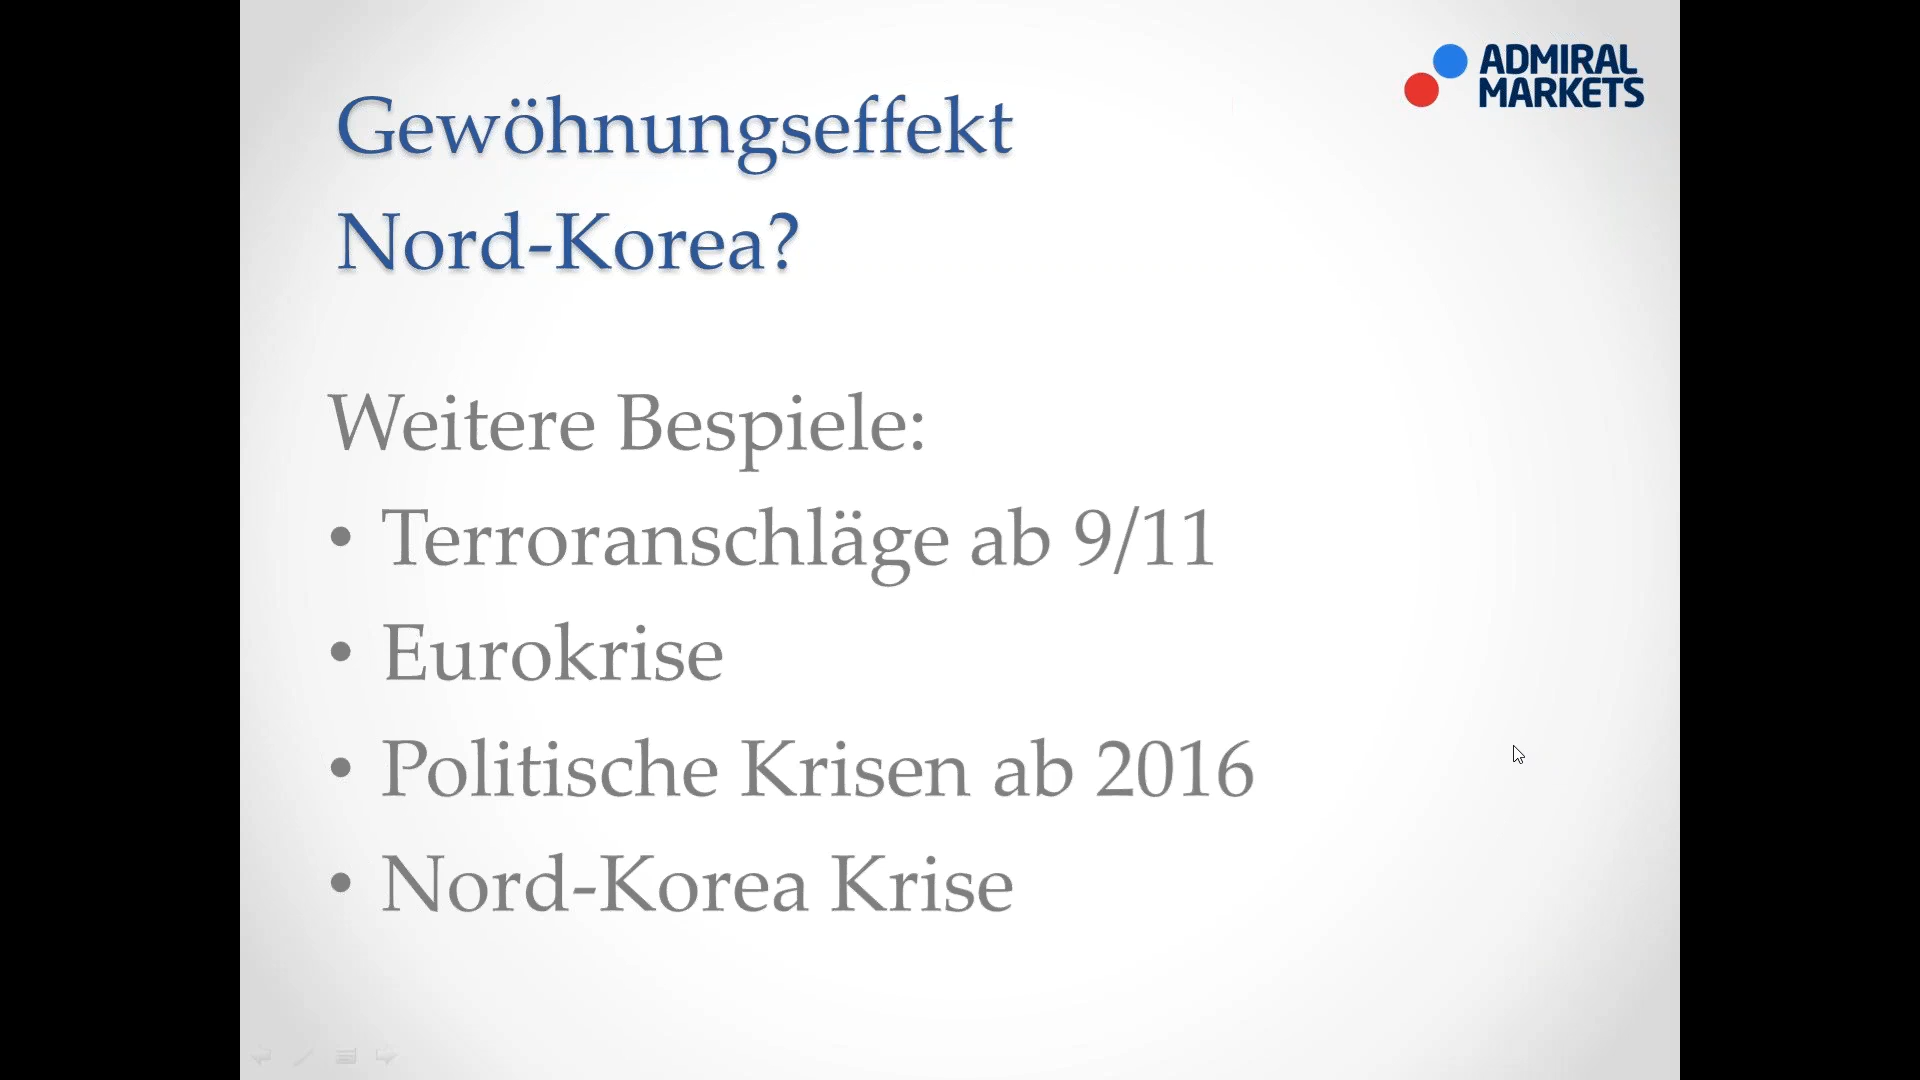 ADMIRAL
MARKETS
Gewöhnungseffekt
Nord-Korea?
Weitere Bespiele:
• Terroranschläge ab 9/11
• Eurokrise
• Politische Krisen ab 2016
• Nord-Korea Krise